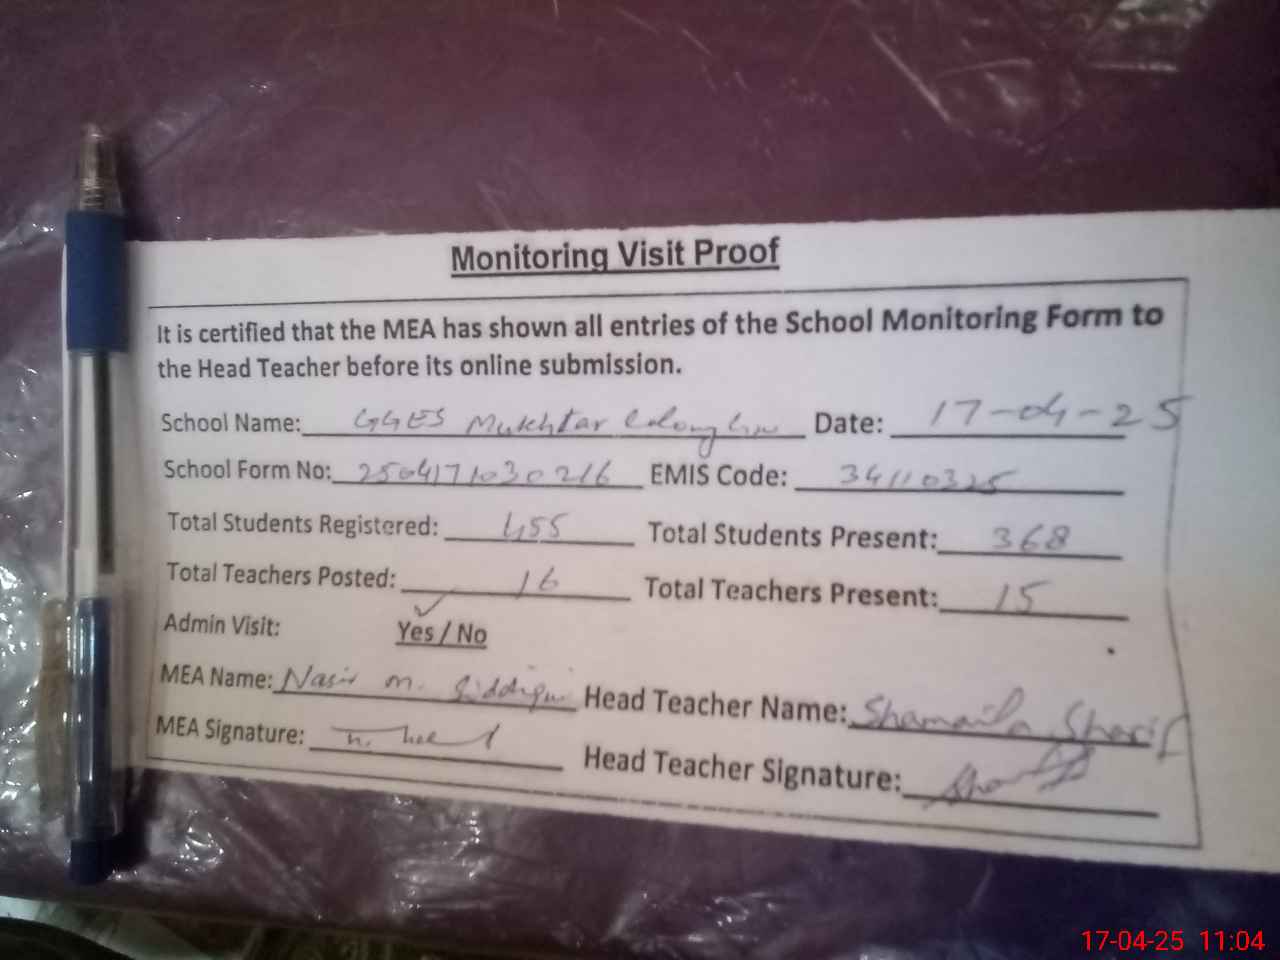 Monitoring Visit Proof
It is certified that the MEA has shown all entries of the School Monitoring Form to
the Head Teacher before its online submission.
School Name: GGES Mukhtar Colony Date: 17-04-25
School Form No: 2504171030216 EMIS Code: 34110325
Total Students Registered: 455 Total Students Present: 368
Total Teachers Posted: 16 Total Teachers Present: 15
Admin Visit: Yes / No
MEA Name: Nasir M. Siddiqui Head Teacher Name: Shamaila Sharif
MEA Signature: Head Teacher Signature:
17-04-25 11:04